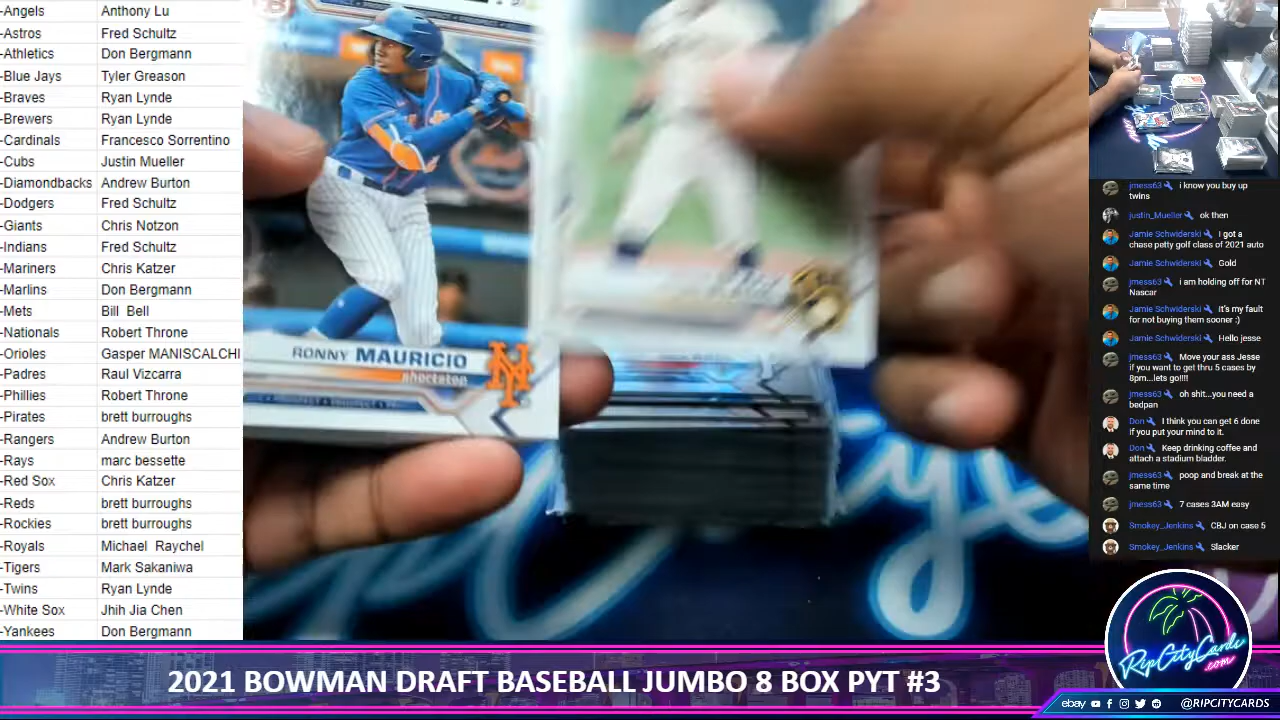 -Angels Anthony Lu
-Astros Fred Schultz
-Athletics Don Bergmann
-Blue Jays Tyler Greason
-Braves Ryan Lynde
-Brewers Ryan Lynde
-Cardinals Francesco Sorrentino
-Cubs Justin Mueller
-Diamondbacks Andrew Burton
-Dodgers Fred Schultz
-Giants Chris Notzon
-Indians Fred Schultz
-Mariners Chris Katzer
-Marlins Don Bergmann
-Mets Bill Bell
-Nationals Robert Throne
-Orioles Gasper MANISCALCHI
-Padres Raul Vizcarra
-Phillies Robert Throne
-Pirates brett burroughs
-Rangers Andrew Burton
-Rays marc bessette
-Red Sox Chris Katzer
-Reds brett burroughs
-Rockies brett burroughs
-Royals Michael Raychel
-Tigers Mark Sakaniwa
-Twins Ryan Lynde
-White Sox Jhih Jia Chen
-Yankees Don Bergmann
RONNY MAURICIO
shortstop
jmess63 i know you buy up
twins
justin_Mueller ok then
Jamie Schwiderski I got a
chase petty golf class of 2021 auto
Jamie Schwiderski Gold
jmess63 i am holding off for NT
Nascar
Jamie Schwiderski It's my fault
for not buying them sooner :)
Jamie Schwiderski Hello jesse
jmess63 Move your ass Jesse
if you want to get thru 5 cases by
8pm...lets go!!!!
jmess63 oh shit...you need a
bedpan
Don I think you can get 6 done
if you put your mind to it.
Don Keep drinking coffee and
attach a stadium bladder.
jmess63 poop and break at the
same time
jmess63 7 cases 3AM easy
Smokey_Jenkins CBJ on case 5
Smokey_Jenkins Slacker
RipCityCards
.com
2021 BOWMAN DRAFT BASEBALL JUMBO 8 BOX PYT #3
ebay @RIPCITYCARDS